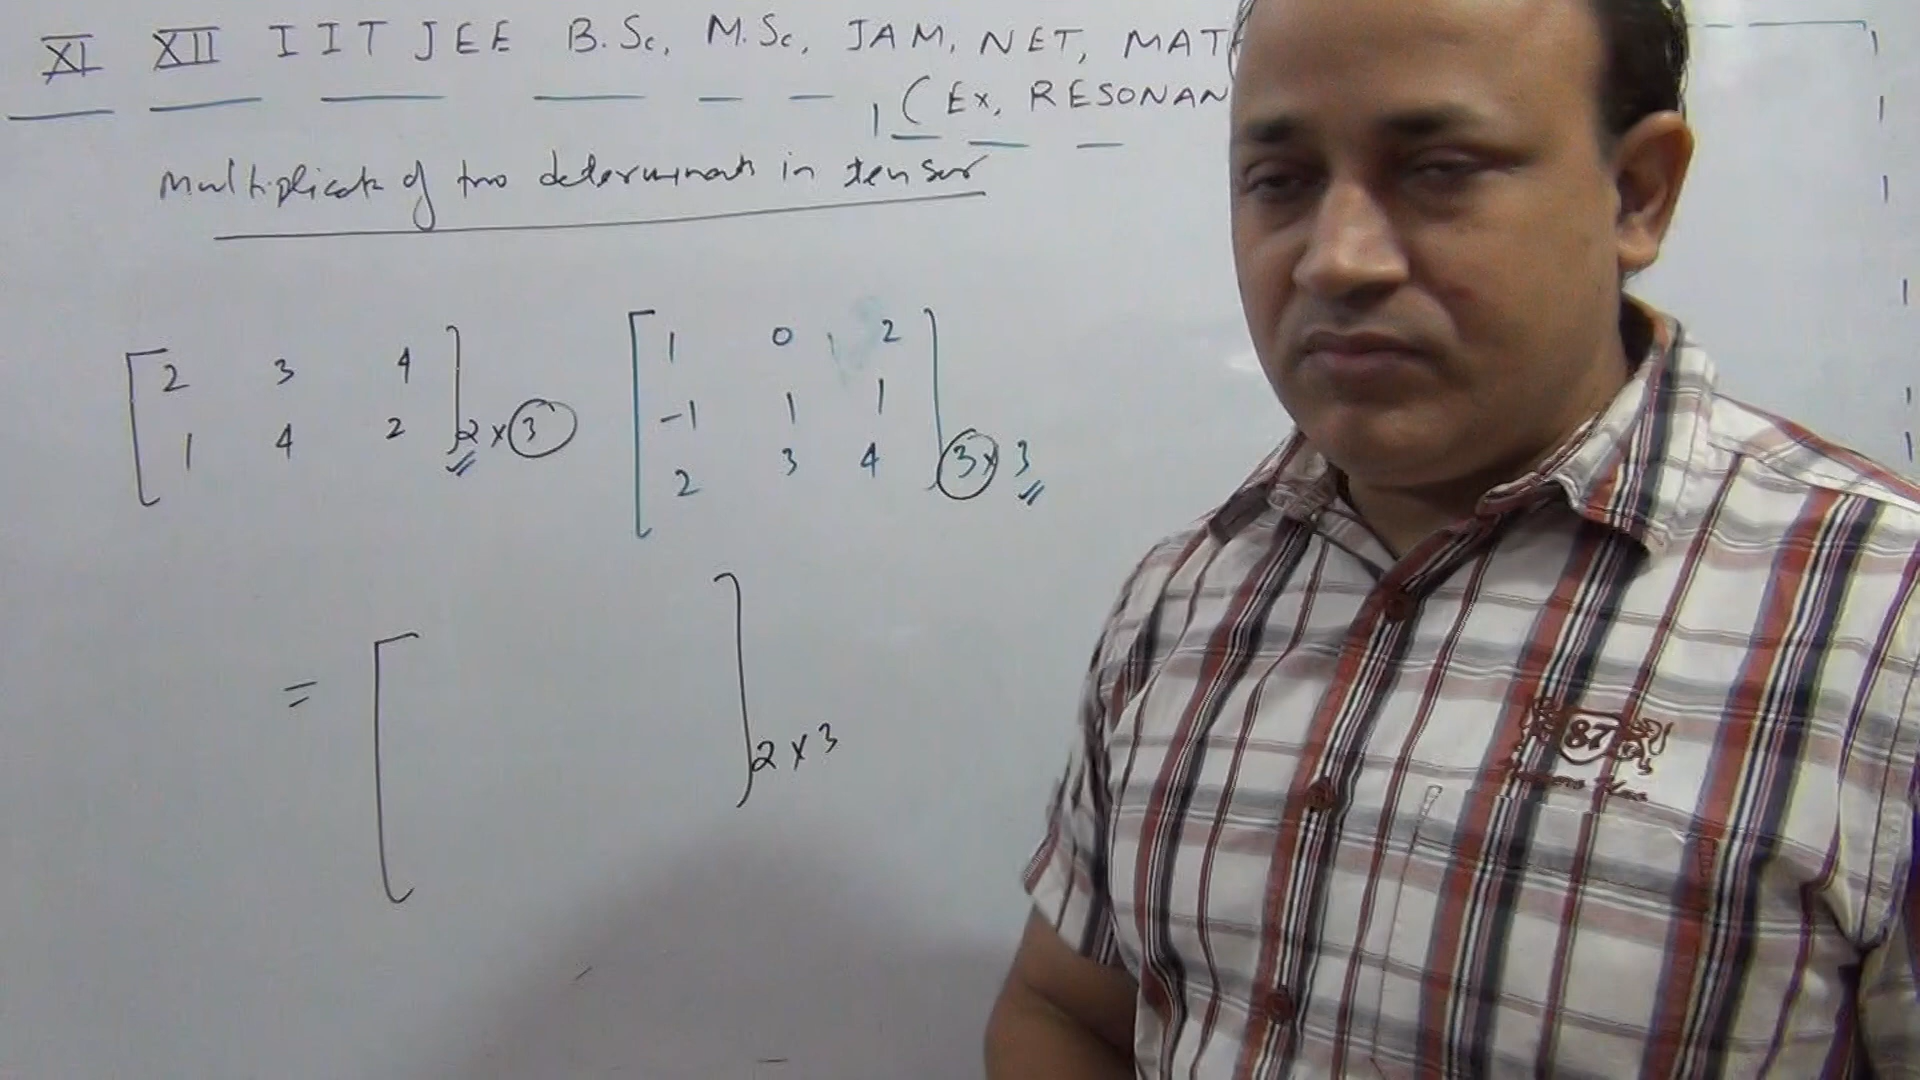 XI XII IIT JEE B.Sc, M.Sc, JAM, NET, MAT
(Ex, RESONAN
Multiplicate of two determinants in tensor
2 3 4
1 4 2 2 x 3
1 0 2
-1 1 1
2 3 4 3 x 3
=
2 x 3
87